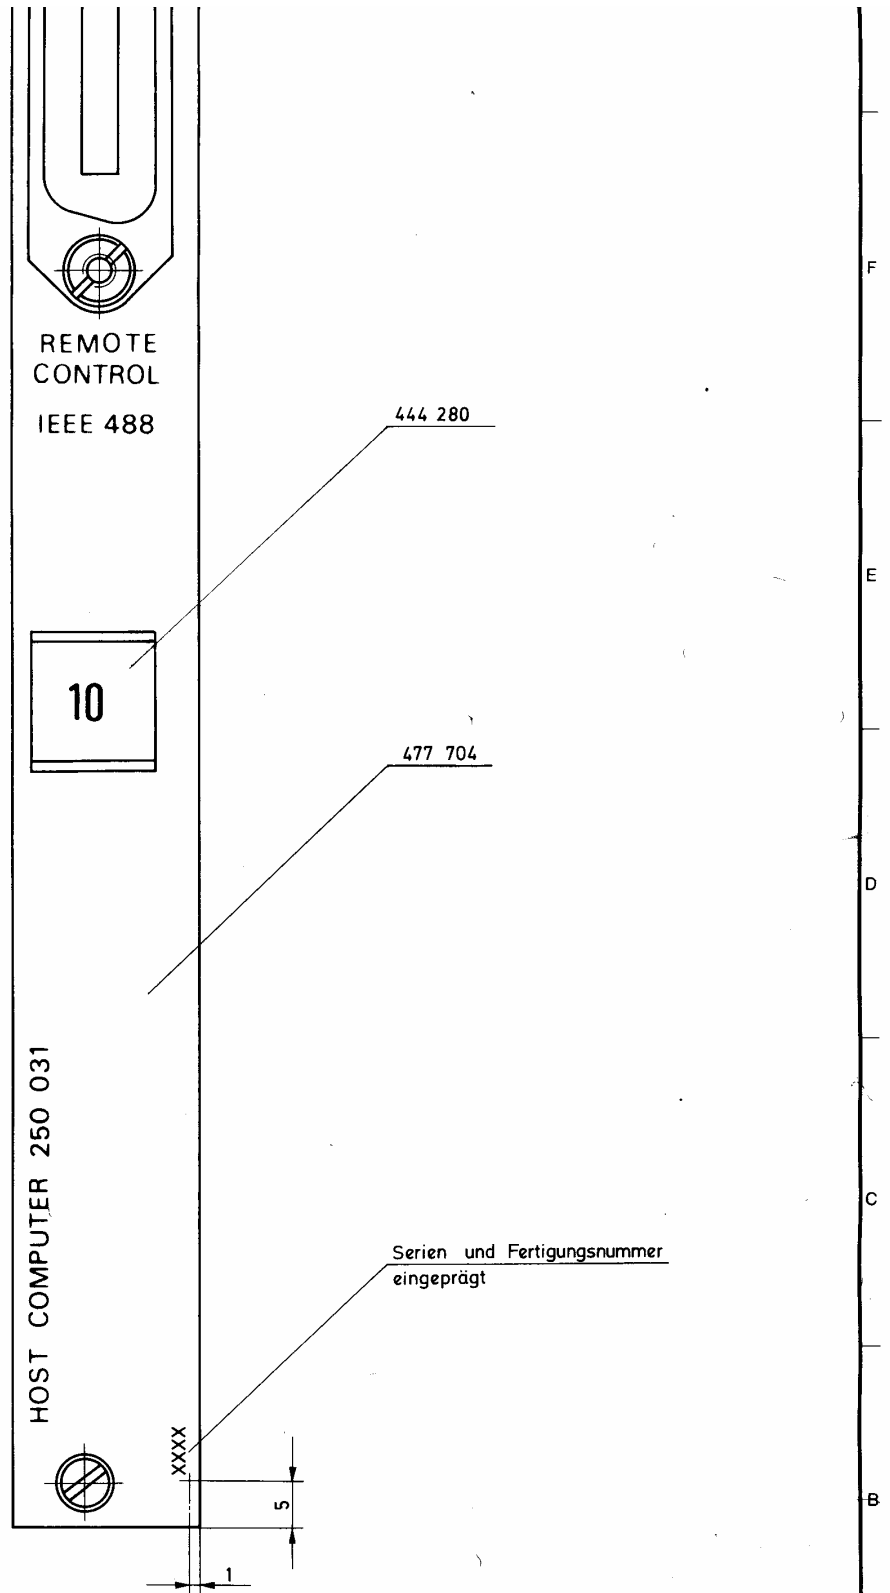 F
REMOTE
CONTROL
IEEE 488
444 280
E
10
477 704
D
HOST COMPUTER 250 031
C
Serien und Fertigungsnummer
eingeprägt
XXXX
5
B
1